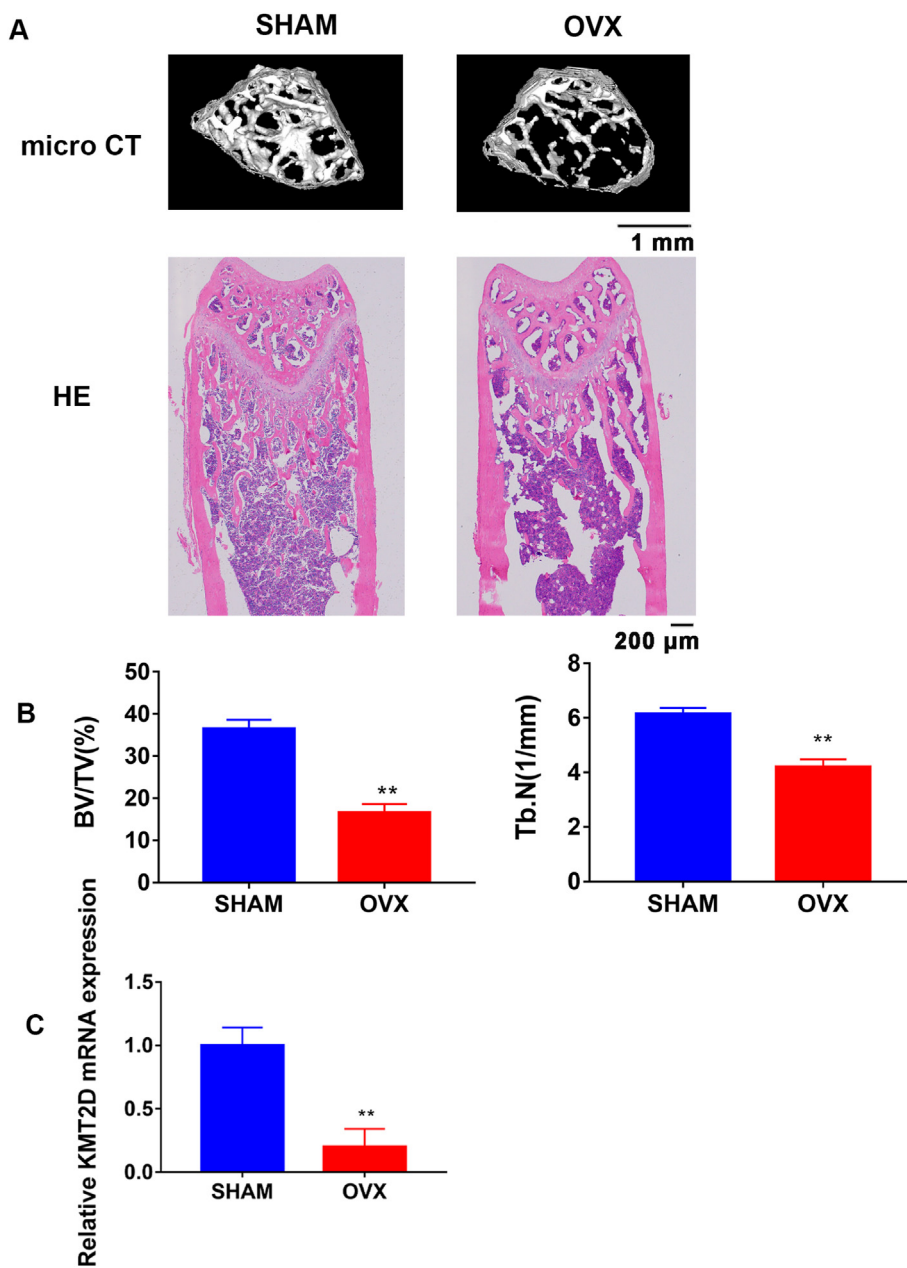 A
SHAM
OVX
micro CT
1 mm
HE
200 µm
B
BV/TV(%)
50
40
30
20
10
0
**
SHAM
OVX
Tb.N(1/mm)
8
6
4
2
0
**
SHAM
OVX
C
Relative KMT2D mRNA expression
1.5
1.0
0.5
0.0
**
SHAM
OVX